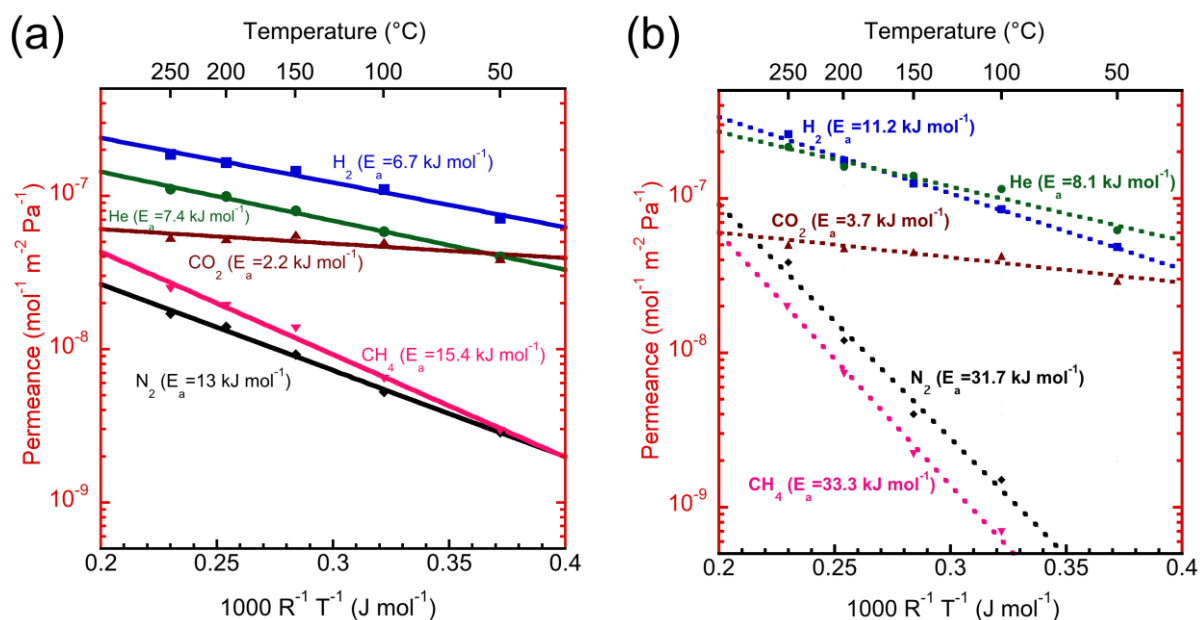 (a)
Temperature (°C)
250 200 150 100 50
Permeance (mol⁻¹ m⁻² Pa⁻¹)
10⁻⁷
10⁻⁸
10⁻⁹
H₂ (Eₐ=6.7 kJ mol⁻¹)
He (Eₐ=7.4 kJ mol⁻¹)
CO₂ (Eₐ=2.2 kJ mol⁻¹)
CH₄ (Eₐ=15.4 kJ mol⁻¹)
N₂ (Eₐ=13 kJ mol⁻¹)
0.2 0.25 0.3 0.35 0.4
1000 R⁻¹ T⁻¹ (J mol⁻¹)
(b)
Temperature (°C)
250 200 150 100 50
Permeance (mol⁻¹ m⁻² Pa⁻¹)
10⁻⁷
10⁻⁸
10⁻⁹
H₂ (Eₐ=11.2 kJ mol⁻¹)
He (Eₐ=8.1 kJ mol⁻¹)
CO₂ (Eₐ=3.7 kJ mol⁻¹)
N₂ (Eₐ=31.7 kJ mol⁻¹)
CH₄ (Eₐ=33.3 kJ mol⁻¹)
0.2 0.25 0.3 0.35 0.4
1000 R⁻¹ T⁻¹ (J mol⁻¹)